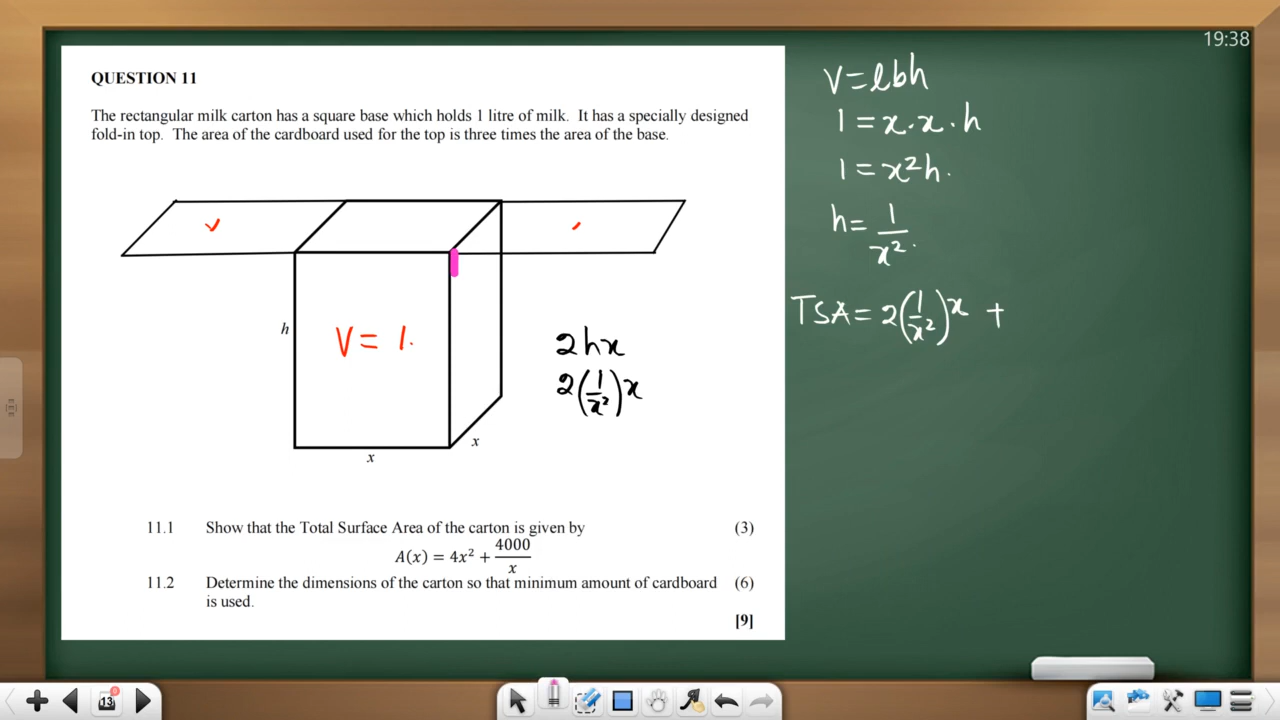 19:38
QUESTION 11
The rectangular milk carton has a square base which holds 1 litre of milk. It has a specially designed
fold-in top. The area of the cardboard used for the top is three times the area of the base.
h
V = 1.
x
x
2hx
2(1/x²)x
11.1 Show that the Total Surface Area of the carton is given by (3)
A(x) = 4x² + 4000/x
11.2 Determine the dimensions of the carton so that minimum amount of cardboard (6)
is used.
[9]
V = lbh
1 = x.x.h
1 = x²h.
h = 1/x².
TSA = 2(1/x²)x +
13
8